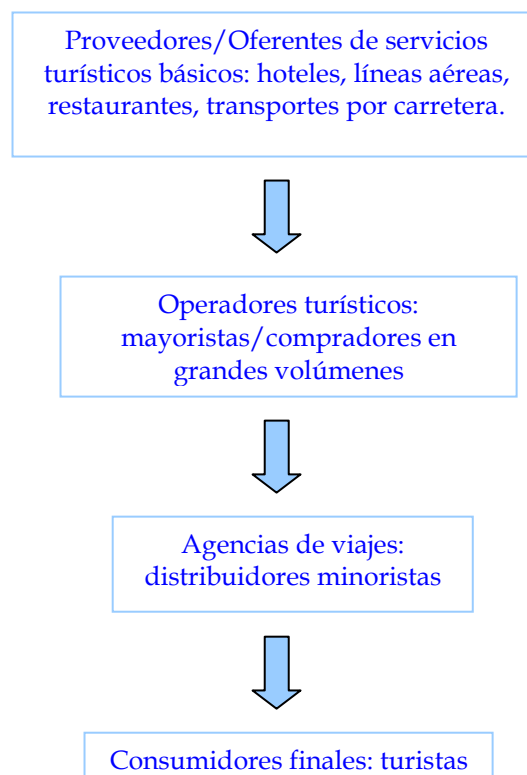 Proveedores/Oferentes de servicios
turísticos básicos: hoteles, líneas aéreas,
restaurantes, transportes por carretera.
Operadores turísticos:
mayoristas/compradores en
grandes volúmenes
Agencias de viajes:
distribuidores minoristas
Consumidores finales: turistas